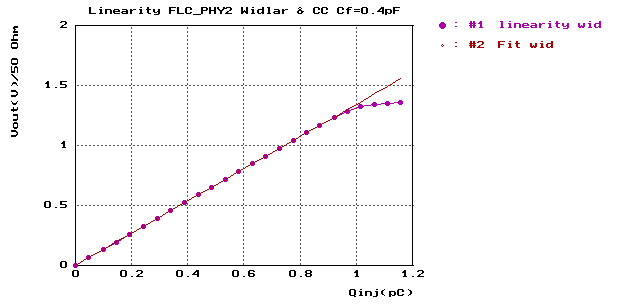 Linearity FLC_PHY2 Widlar & CC Cf=0.4pF
: #1 linearity wid
: #2 Fit wid
Vout(V)/50 Ohm
2
1.5
1
0.5
0
0 0.2 0.4 0.6 0.8 1 1.2
Qinj(pC)